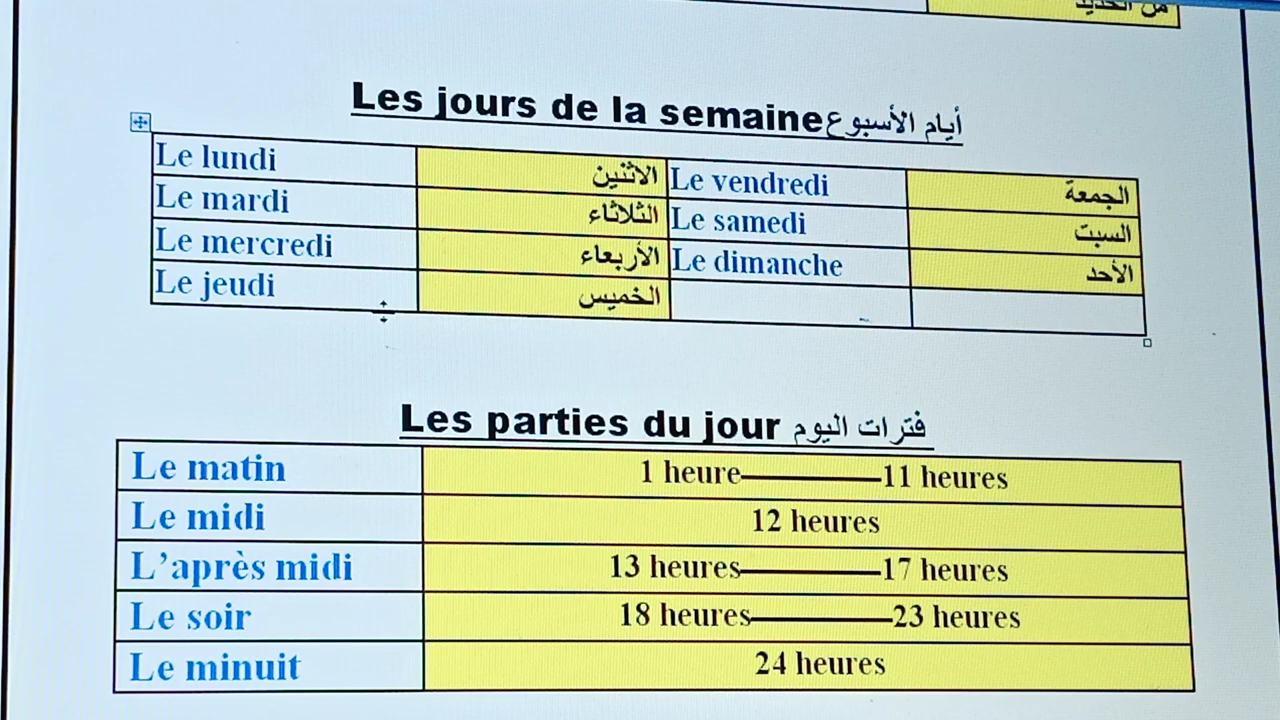 من الحديد
Les jours de la semaine أيام الأسبوع
Le lundi الاثنين Le vendredi الجمعة
Le mardi الثلاثاء Le samedi السبت
Le mercredi الأربعاء Le dimanche الأحد
Le jeudi الخميس
Les parties du jour فترات اليوم
Le matin 1 heure———11 heures
Le midi 12 heures
L'après midi 13 heures———17 heures
Le soir 18 heures———23 heures
Le minuit 24 heures